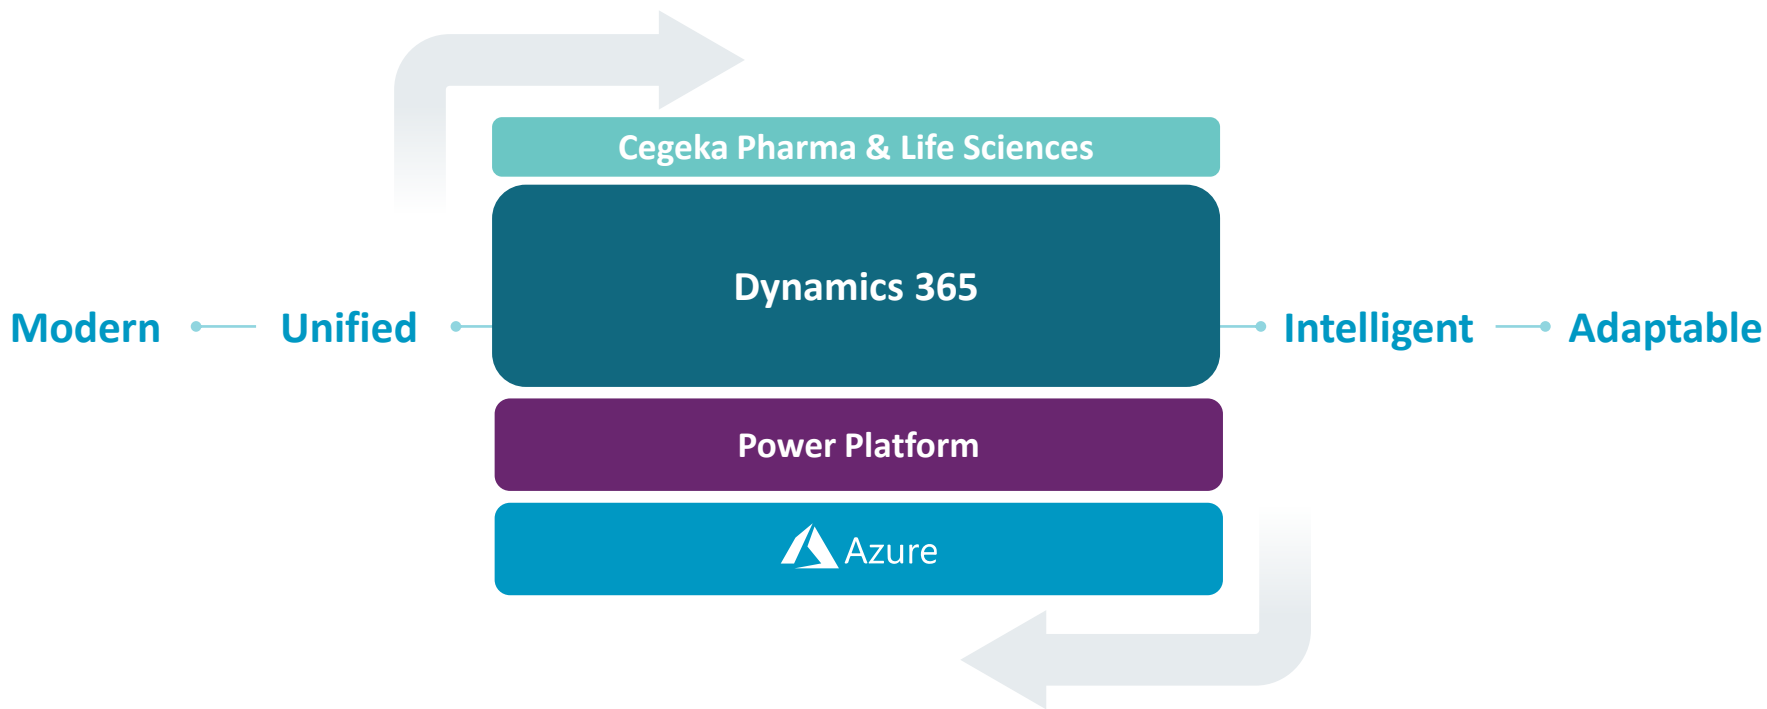 Cegeka Pharma & Life Sciences
Dynamics 365
Modern
Unified
Intelligent
Adaptable
Power Platform
Azure